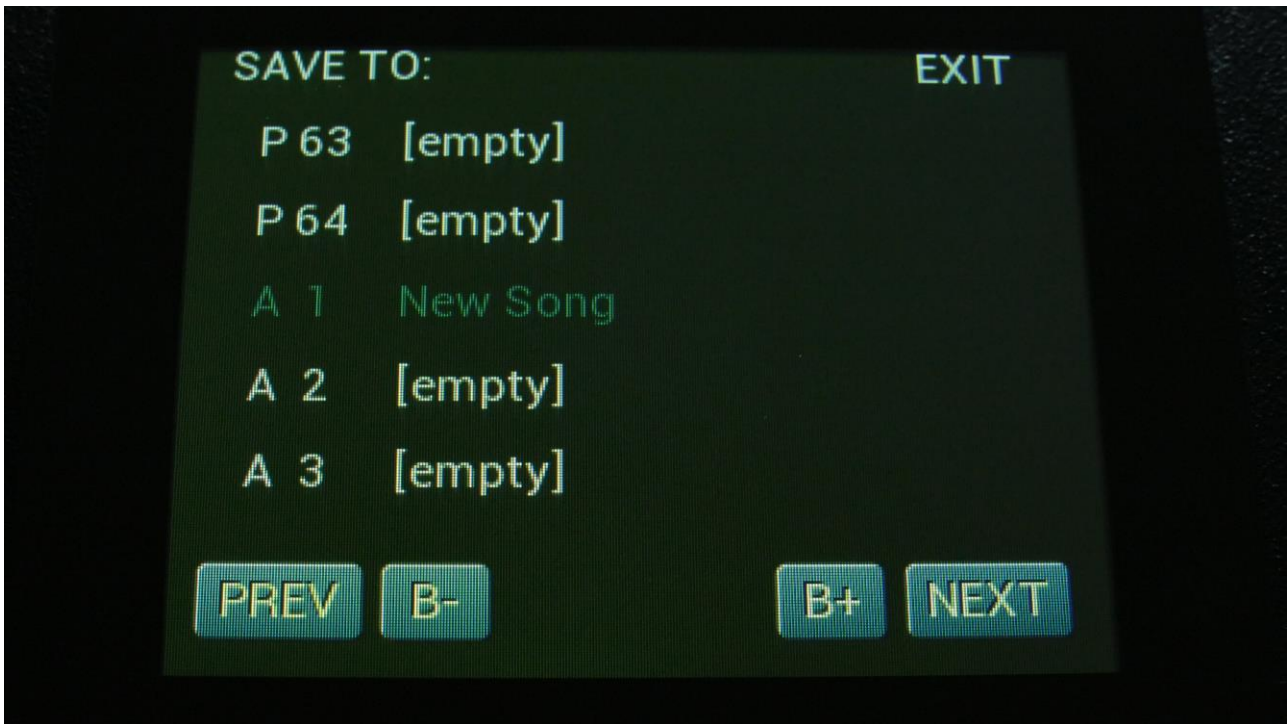 SAVE TO: EXIT
P 63 [empty]
P 64 [empty]
A 1 New Song
A 2 [empty]
A 3 [empty]
PREV B- B+ NEXT